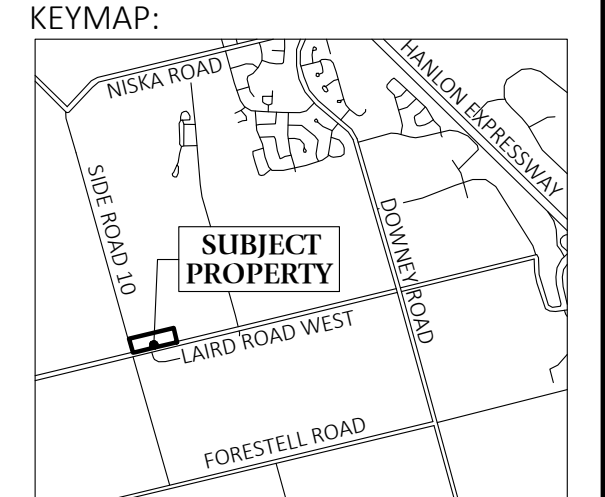 KEYMAP:
NISKA ROAD
HANLON EXPRESSWAY
SIDE ROAD 10
DOWNEY ROAD
SUBJECT
PROPERTY
LAIRD ROAD WEST
FORESTELL ROAD